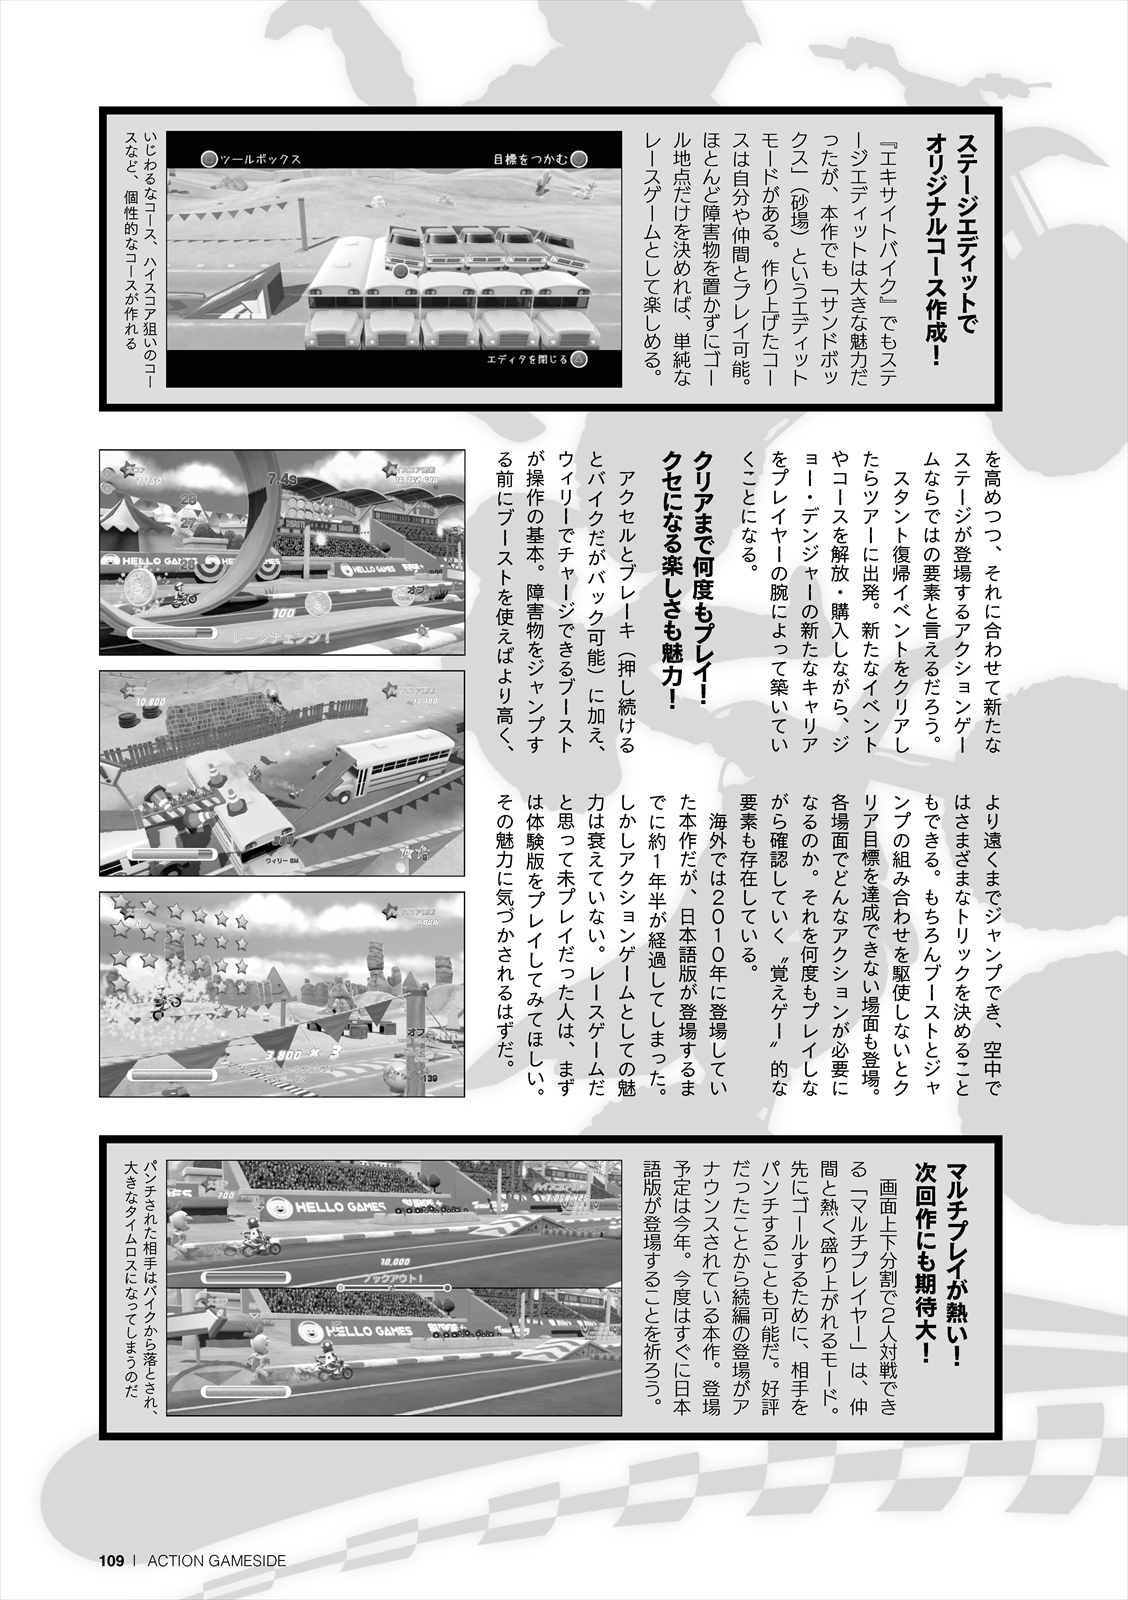 ステージエディットで
オリジナルコース作成！
『エキサイトバイク』でもステ
ージエディットは大きな魅力だ
ったが、本作でも「サンドボッ
クス」（砂場）というエディット
モードがある。作り上げたコー
スは自分や仲間とプレイ可能。
ほとんど障害物を置かずにゴー
ル地点だけを決めれば、単純な
レースゲームとして楽しめる。
ツールボックス
目標をつかむ
エディタを閉じる
いじわるなコース、ハイスコア狙いのコー
スなど、個性的なコースが作れる
を高めつつ、それに合わせて新たな
ステージが登場するアクションゲー
ムならではの要素と言えるだろう。
スタント復帰イベントをクリアし
たらツアーに出発。新たなイベント
やコースを解放・購入しながら、ジ
ョー・デンジャーの新たなキャリア
をプレイヤーの腕によって築いてい
くことになる。
クリアまで何度もプレイ！
クセになる楽しさも魅力！
アクセルとブレーキ（押し続ける
とバイクだがバック可能）に加え、
ウィリーでチャージできるブースト
が操作の基本。障害物をジャンプす
る前にブーストを使えばより高く、
より遠くまでジャンプでき、空中で
はさまざまなトリックを決めること
もできる。もちろんブーストとジャ
ンプの組み合わせを駆使しないとク
リア目標を達成できない場面も登場。
各場面でどんなアクションが必要に
なるのか。それを何度もプレイしな
がら確認していく〝覚えゲー〟的な
要素も存在している。
海外では2010年に登場してい
た本作だが、日本語版が登場するま
でに約1年半が経過してしまった。
しかしアクションゲームとしての魅
力は衰えていない。レースゲームだ
と思って未プレイだった人は、まず
は体験版をプレイしてみてほしい。
その魅力に気づかされるはずだ。
7.49
28
27
HELLO GAMES
オフ
100
レーンチェンジ！
10,800
ウィリー GM
オフ
3,800 × 3
139
マルチプレイが熱い！
次回作にも期待大！
画面上下分割で2人対戦でき
る「マルチプレイヤー」は、仲
間と熱く盛り上がれるモード。
先にゴールするために、相手を
パンチすることも可能だ。好評
だったことから続編の登場がア
ナウンスされている本作。登場
予定は今年。今度はすぐに日本
語版が登場することを祈ろう。
700
HELLO GAMES
10,000
ノックアウト！
HELLO GAMES
パンチされた相手はバイクから落とされ、
大きなタイムロスになってしまうのだ
109 | ACTION GAMESIDE